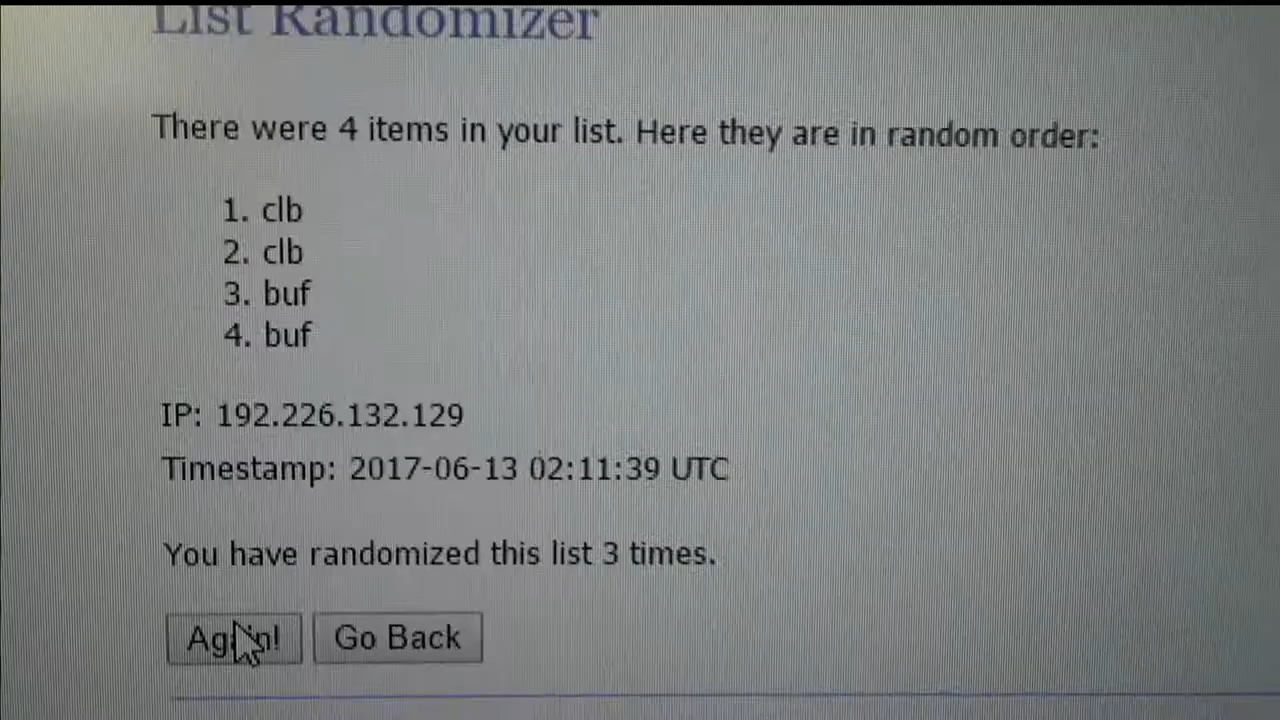 List Randomizer
There were 4 items in your list. Here they are in random order:
1. clb
2. clb
3. buf
4. buf
IP: 192.226.132.129
Timestamp: 2017-06-13 02:11:39 UTC
You have randomized this list 3 times.
Again! Go Back